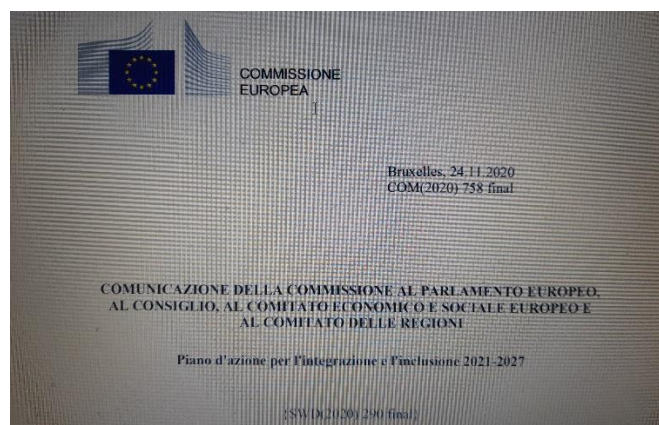 COMMISSIONE
EUROPEA
Bruxelles, 24.11.2020
COM(2020) 758 final
COMUNICAZIONE DELLA COMMISSIONE AL PARLAMENTO EUROPEO,
AL CONSIGLIO, AL COMITATO ECONOMICO E SOCIALE EUROPEO E
AL COMITATO DELLE REGIONI
Piano d'azione per l'integrazione e l'inclusione 2021-2027
{SWD(2020) 290 final}